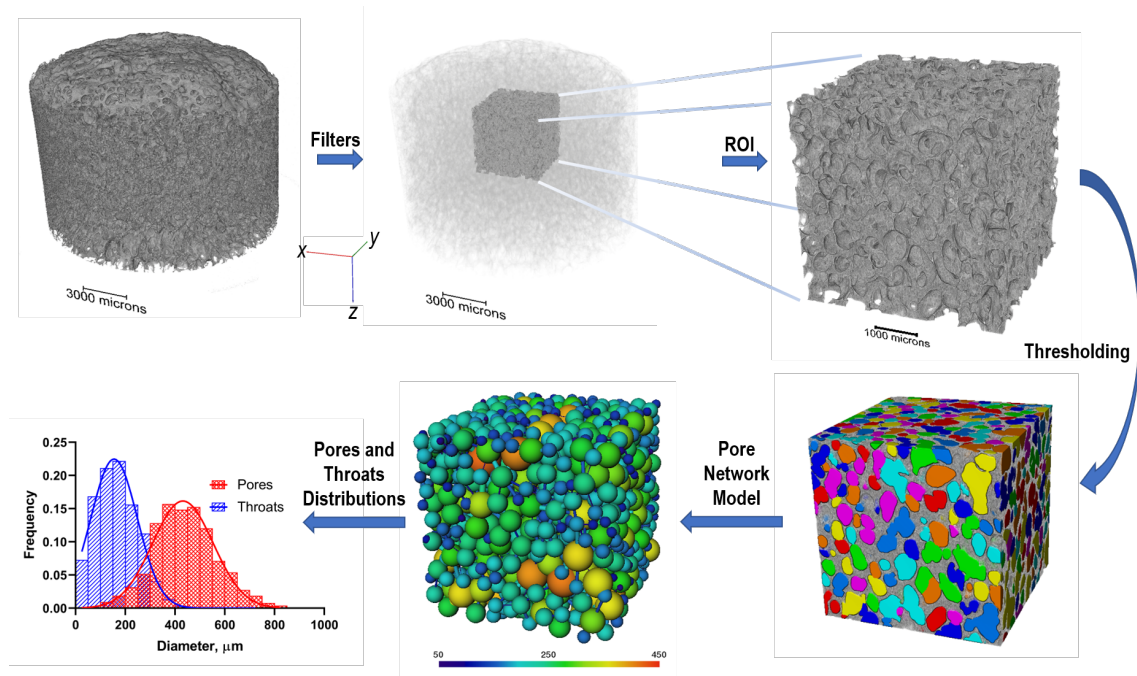 Filters
ROI
x
y
z
3000 microns
3000 microns
1000 microns
Thresholding
Pore
Network
Model
50
250
450
Pores and
Throats
Distributions
0.25
0.20
0.15
0.10
0.05
0.00
Frequency
Pores
Throats
0
200
400
600
800
1000
Diameter, μm